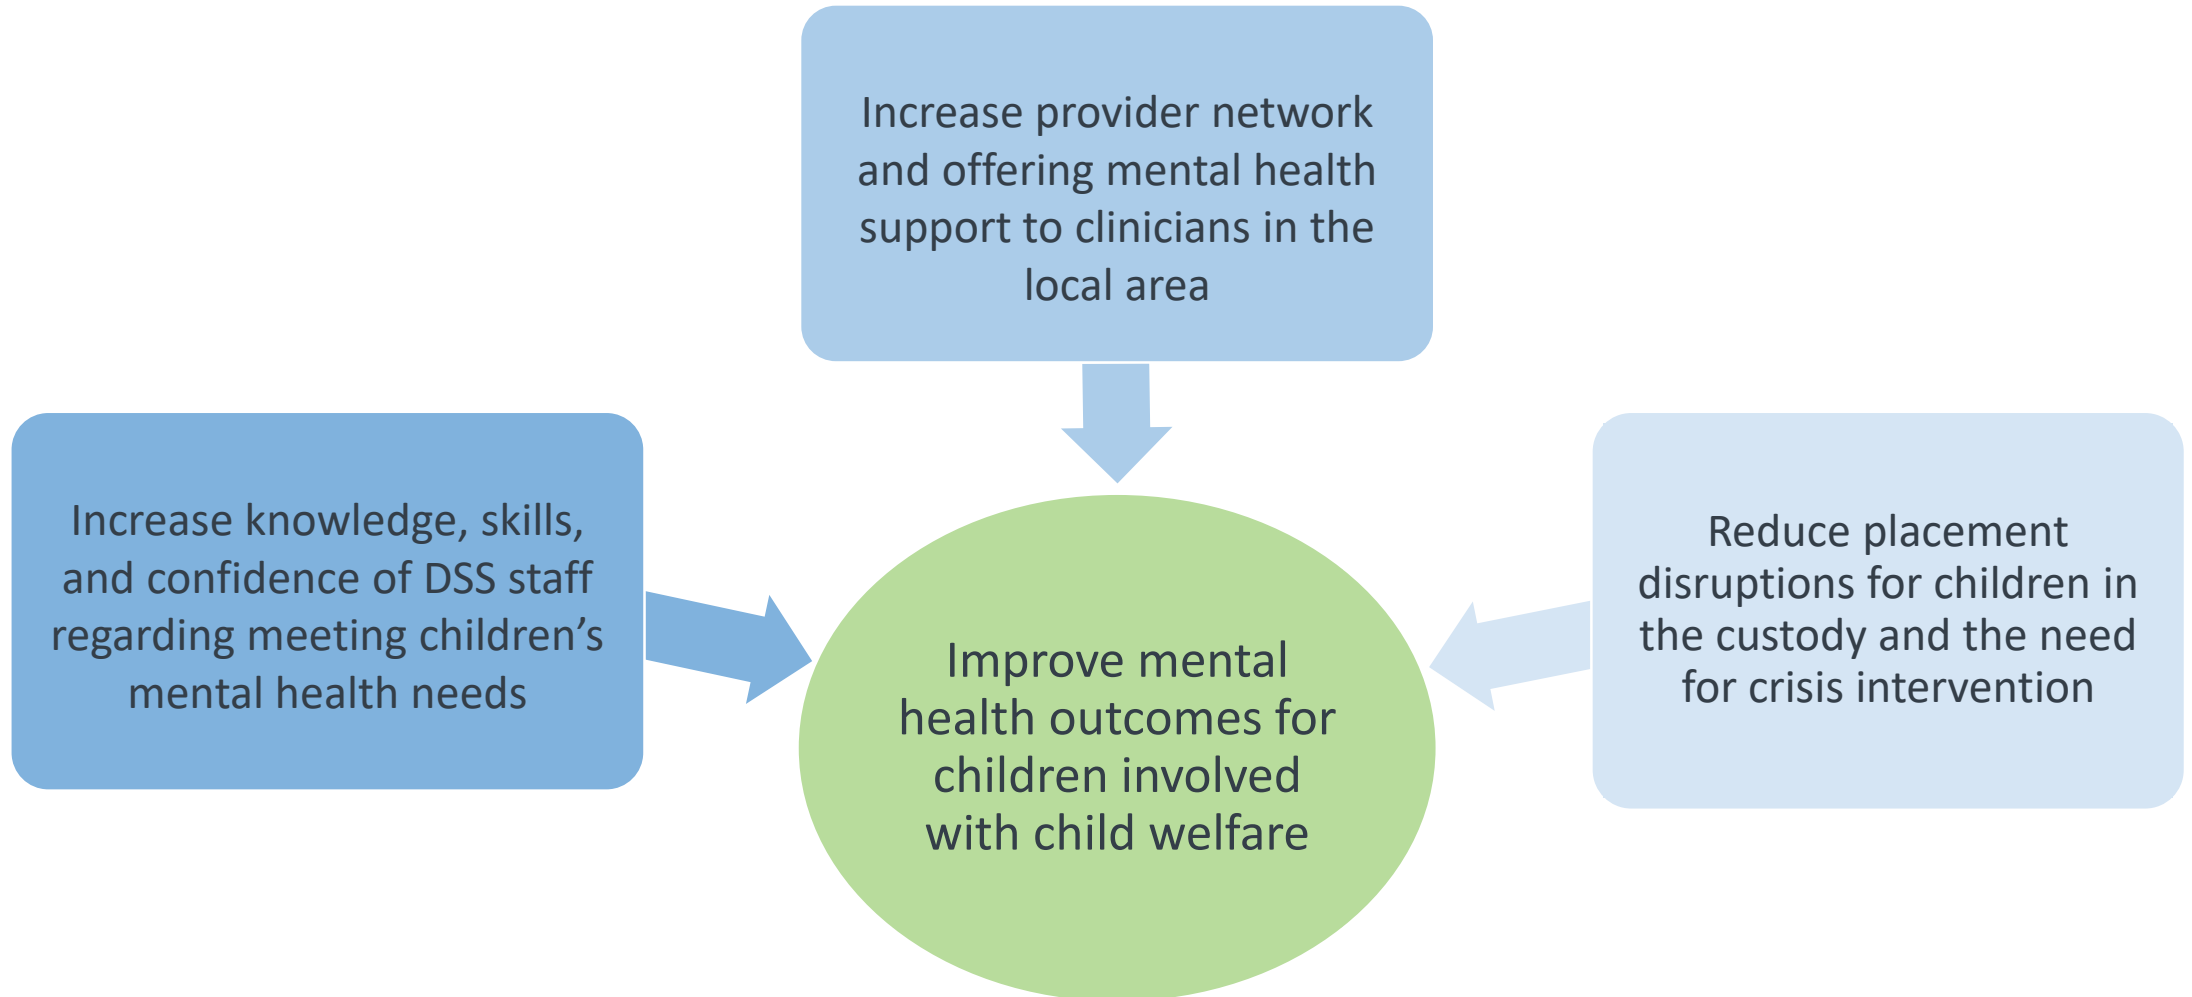 Increase provider network
and offering mental health
support to clinicians in the
local area
Increase knowledge, skills,
and confidence of DSS staff
regarding meeting children’s
mental health needs
Reduce placement
disruptions for children in
the custody and the need
for crisis intervention
Improve mental
health outcomes for
children involved
with child welfare